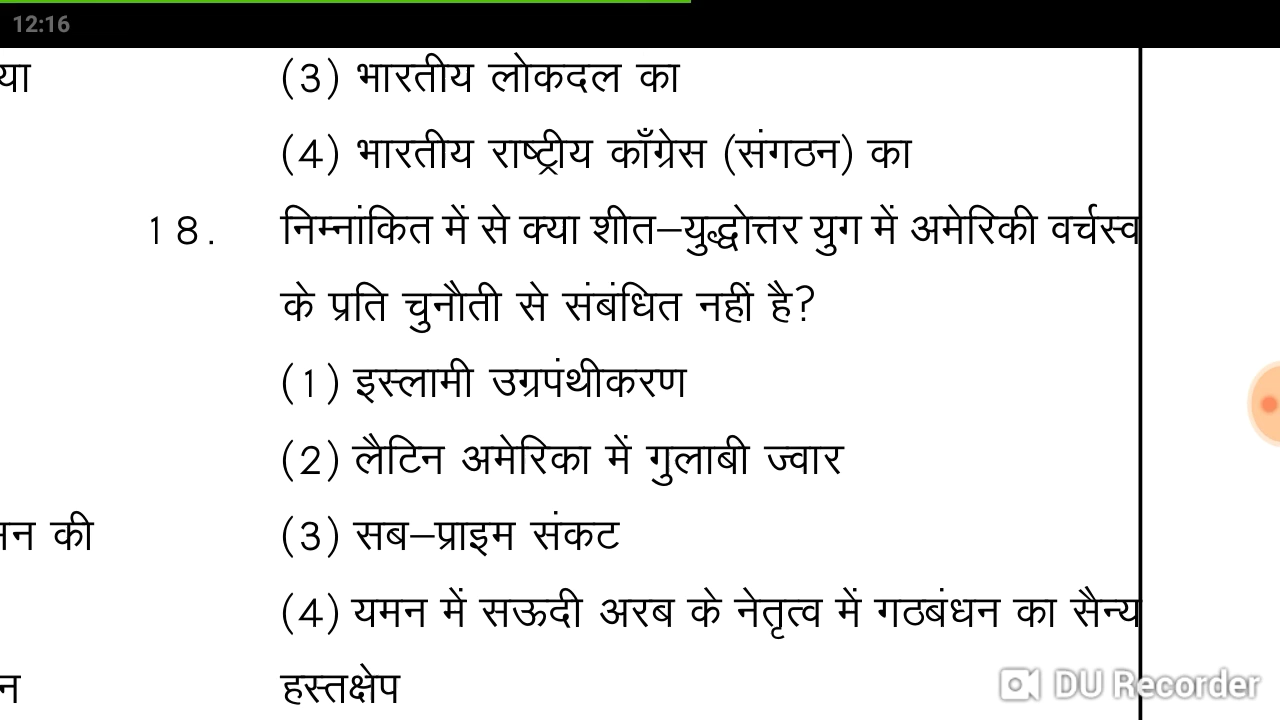 12:16
या
(3) भारतीय लोकदल का
(4) भारतीय राष्ट्रीय काँग्रेस (संगठन) का
18. निम्नांकित में से क्या शीत–युद्धोत्तर युग में अमेरिकी वर्चस्व
के प्रति चुनौती से संबंधित नहीं है?
(1) इस्लामी उग्रपंथीकरण
(2) लैटिन अमेरिका में गुलाबी ज्वार
की
(3) सब–प्राइम संकट
(4) यमन में सऊदी अरब के नेतृत्व में गठबंधन का सैन्य
हस्तक्षेप
DU Recorder